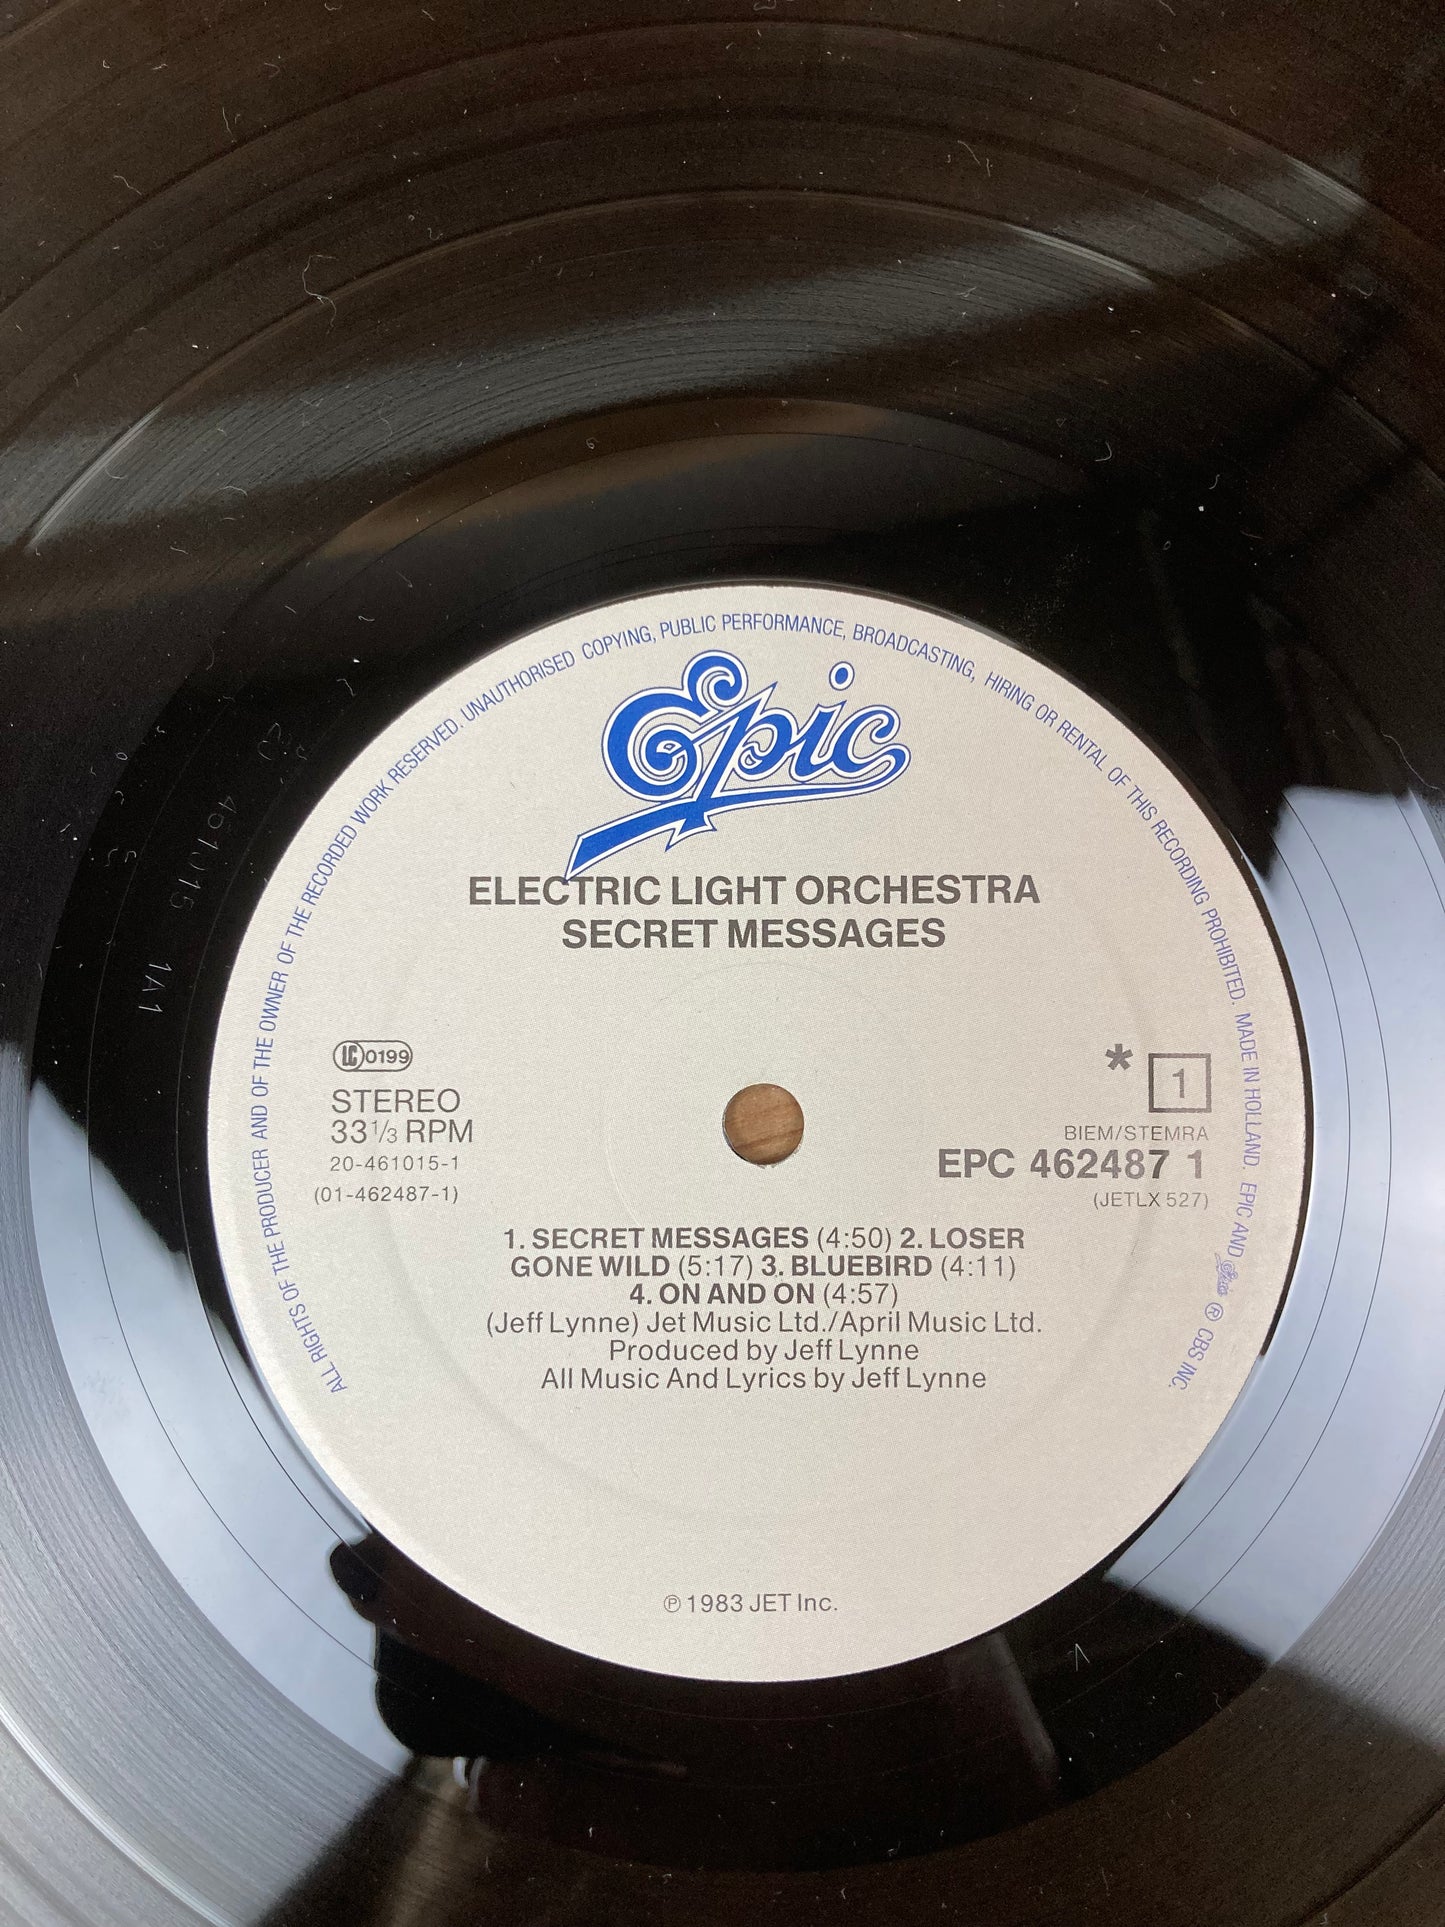 ALL RIGHTS OF THE PRODUCER AND OF THE OWNER OF THE RECORDED WORK RESERVED. UNAUTHORISED COPYING, PUBLIC PERFORMANCE, BROADCASTING, HIRING OR RENTAL OF THIS RECORDING PROHIBITED. MADE IN HOLLAND. EPIC AND Epic ® CBS INC.
Epic
ELECTRIC LIGHT ORCHESTRA
SECRET MESSAGES
LC 0199
STEREO
33 1/3 RPM
20-461015-1
(01-462487-1)
* 1
BIEM/STEMRA
EPC 462487 1
(JETLX 527)
1. SECRET MESSAGES (4:50) 2. LOSER
GONE WILD (5:17) 3. BLUEBIRD (4:11)
4. ON AND ON (4:57)
(Jeff Lynne) Jet Music Ltd./April Music Ltd.
Produced by Jeff Lynne
All Music And Lyrics by Jeff Lynne
℗ 1983 JET Inc.
461015 1A1